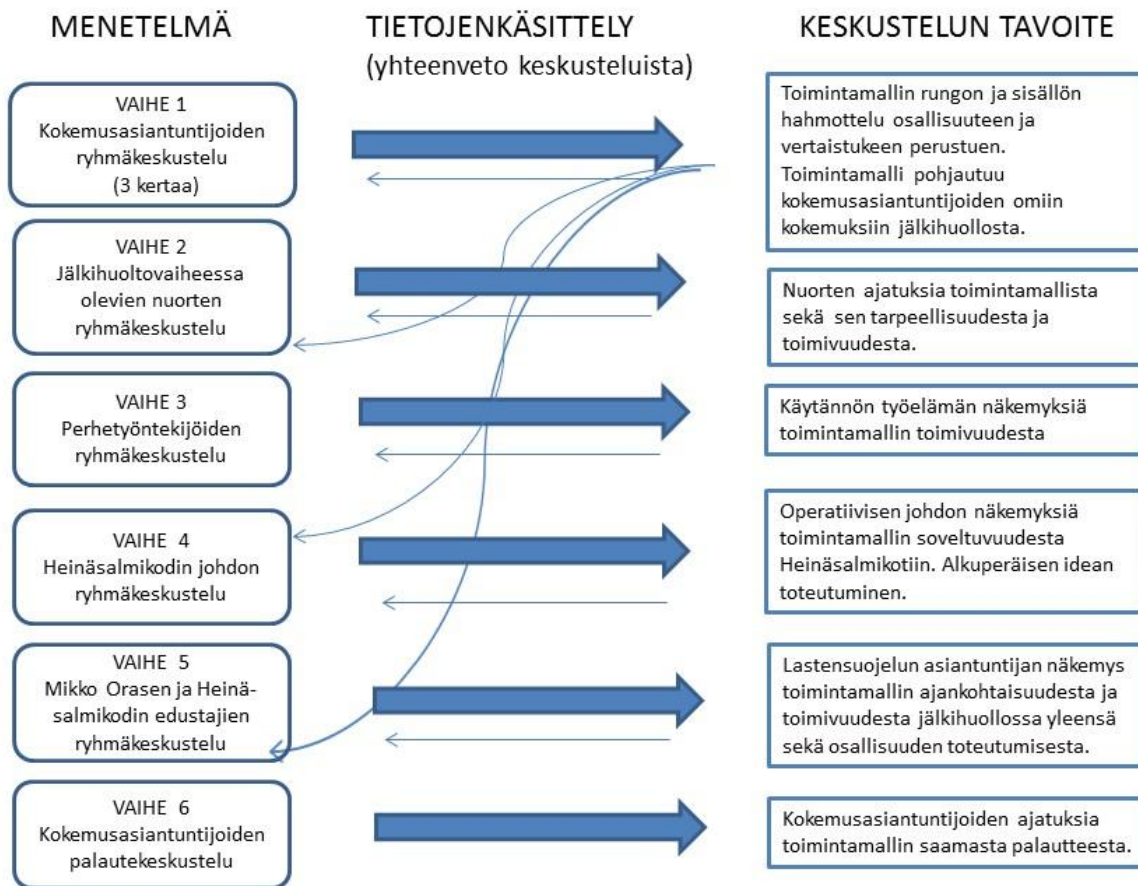 MENETELMÄ
TIETOJENKÄSITTELY
(yhteenveto keskusteluista)
KESKUSTELUN TAVOITE
VAIHE 1
Kokemusasiantuntijoiden
ryhmäkeskustelu
(3 kertaa)
Toimintamallin rungon ja sisällön
hahmottelu osallisuuteen ja
vertaistukeen perustuen.
Toimintamalli pohjautuu
kokemusasiantuntijoiden omiin
kokemuksiin jälkihuollosta.
VAIHE 2
Jälkihuoltovaiheessa
olevien nuorten
ryhmäkeskustelu
Nuorten ajatuksia toimintamallista
sekä sen tarpeellisuudesta ja
toimivuudesta.
VAIHE 3
Perhetyöntekijöiden
ryhmäkeskustelu
Käytännön työelämän näkemyksiä
toimintamallin toimivuudesta
VAIHE 4
Heinäsalmikodin johdon
ryhmäkeskustelu
Operatiivisen johdon näkemyksiä
toimintamallin soveltuvuudesta
Heinäsalmikotiin. Alkuperäisen idean
toteutuminen.
VAIHE 5
Mikko Orasen ja Heinä-
salmikodin edustajien
ryhmäkeskustelu
Lastensuojelun asiantuntijan näkemys
toimintamallin ajankohtaisuudesta ja
toimivuudesta jälkihuollossa yleensä
sekä osallisuuden toteutumisesta.
VAIHE 6
Kokemusasiantuntijoiden
palautekeskustelu
Kokemusasiantuntijoiden ajatuksia
toimintamallin saamasta palautteesta.